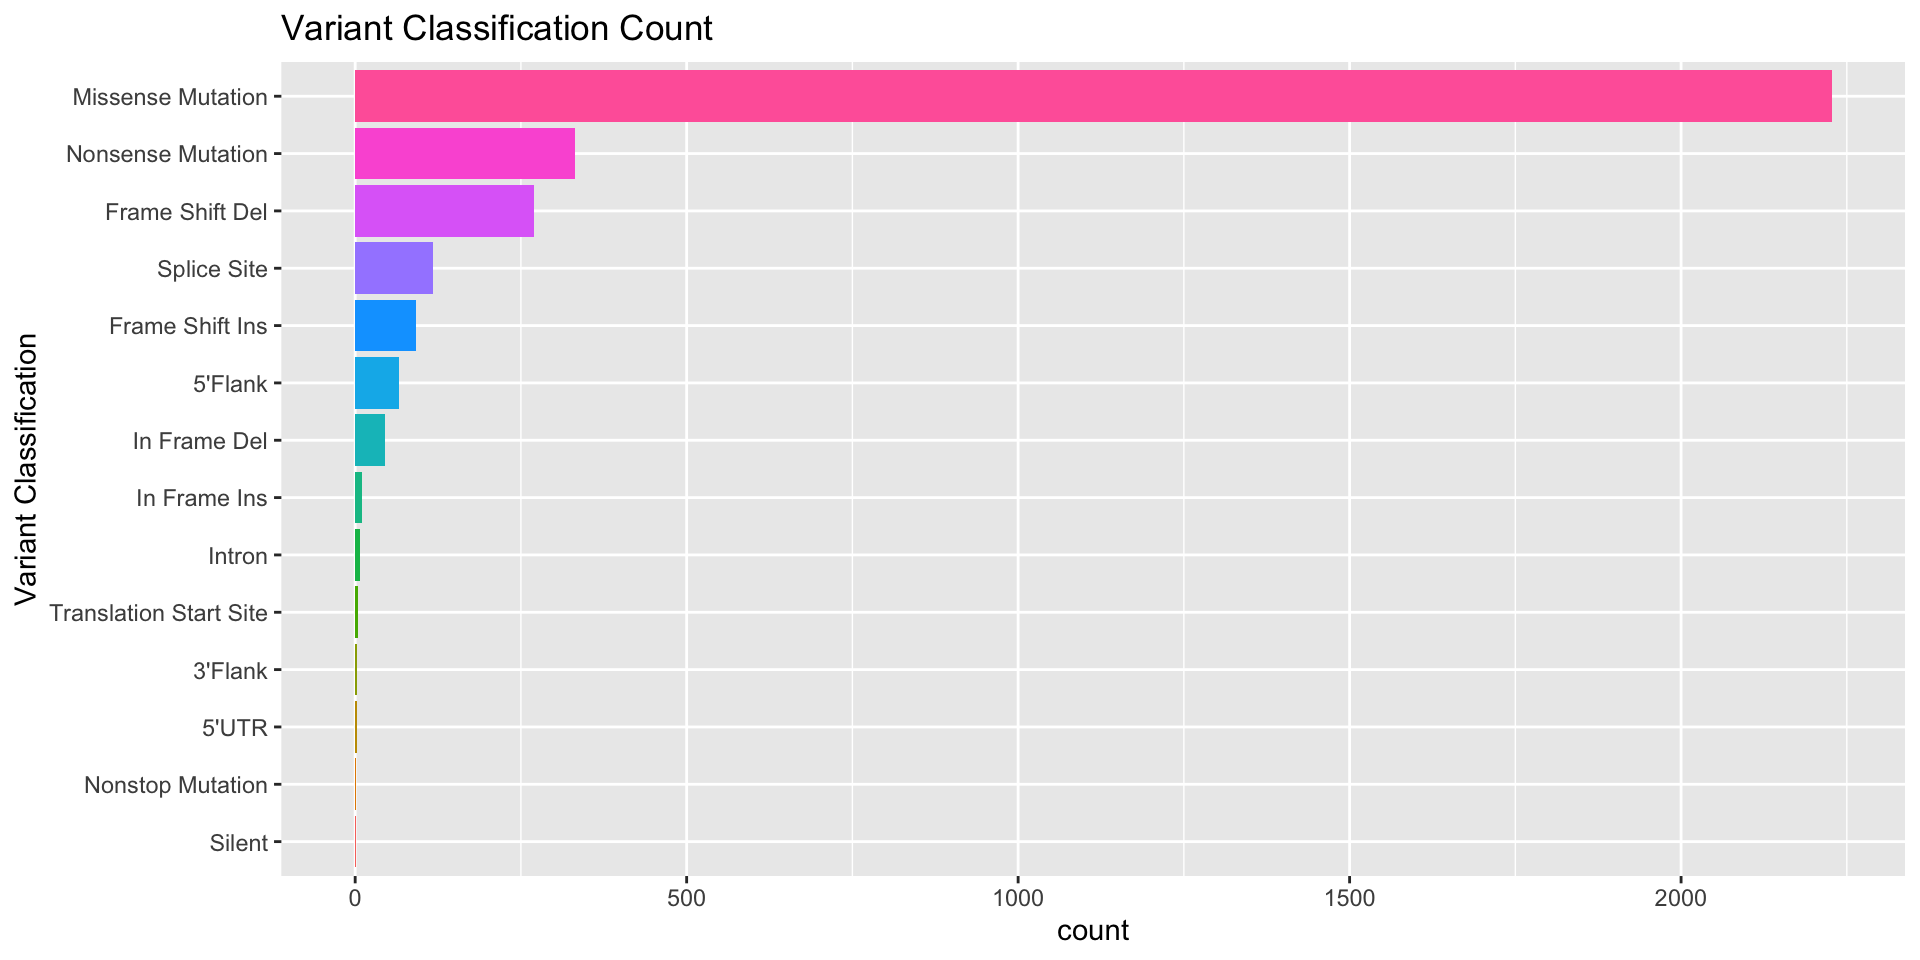 Variant Classification Count
Variant Classification
Missense Mutation
Nonsense Mutation
Frame Shift Del
Splice Site
Frame Shift Ins
5'Flank
In Frame Del
In Frame Ins
Intron
Translation Start Site
3'Flank
5'UTR
Nonstop Mutation
Silent
0 500 1000 1500 2000
count